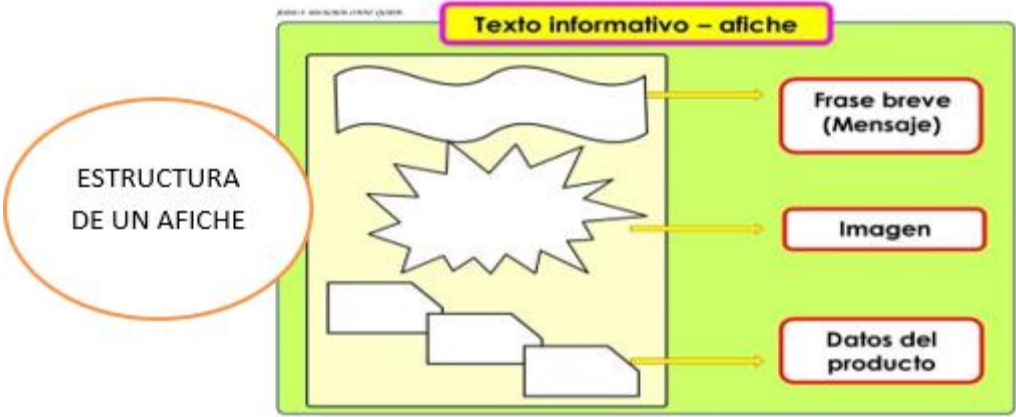 Texto informativo – afiche
ESTRUCTURA
DE UN AFICHE
Frase breve
(Mensaje)
Imagen
Datos del
producto